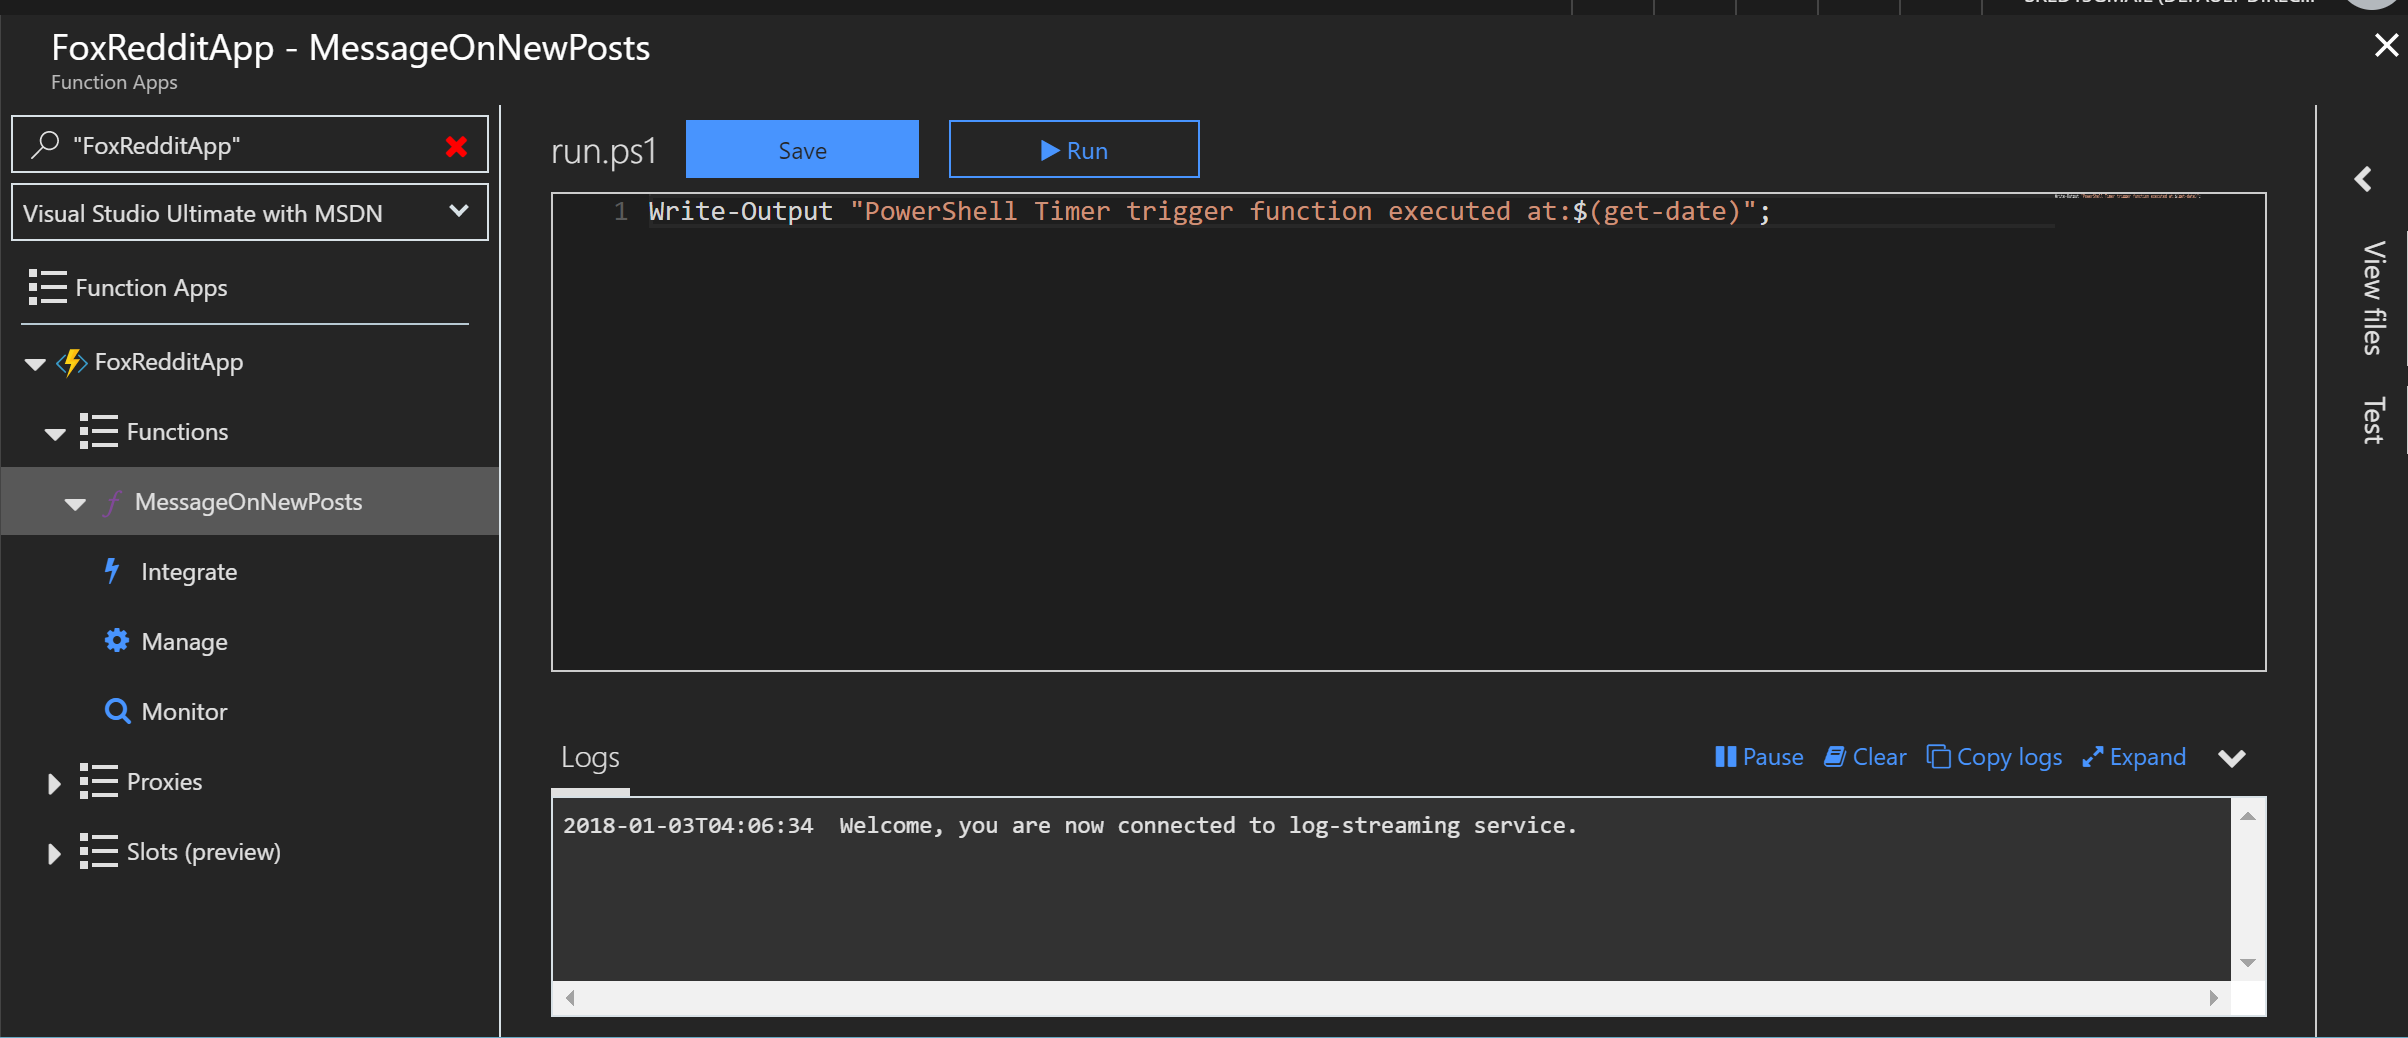 FoxRedditApp - MessageOnNewPosts
Function Apps
"FoxRedditApp"
Visual Studio Ultimate with MSDN
Function Apps
FoxRedditApp
Functions
MessageOnNewPosts
Integrate
Manage
Monitor
Proxies
Slots (preview)
run.ps1
Save
Run
1 Write-Output "PowerShell Timer trigger function executed at:$(get-date)";
Logs
Pause
Clear
Copy logs
Expand
2018-01-03T04:06:34  Welcome, you are now connected to log-streaming service.
View files
Test